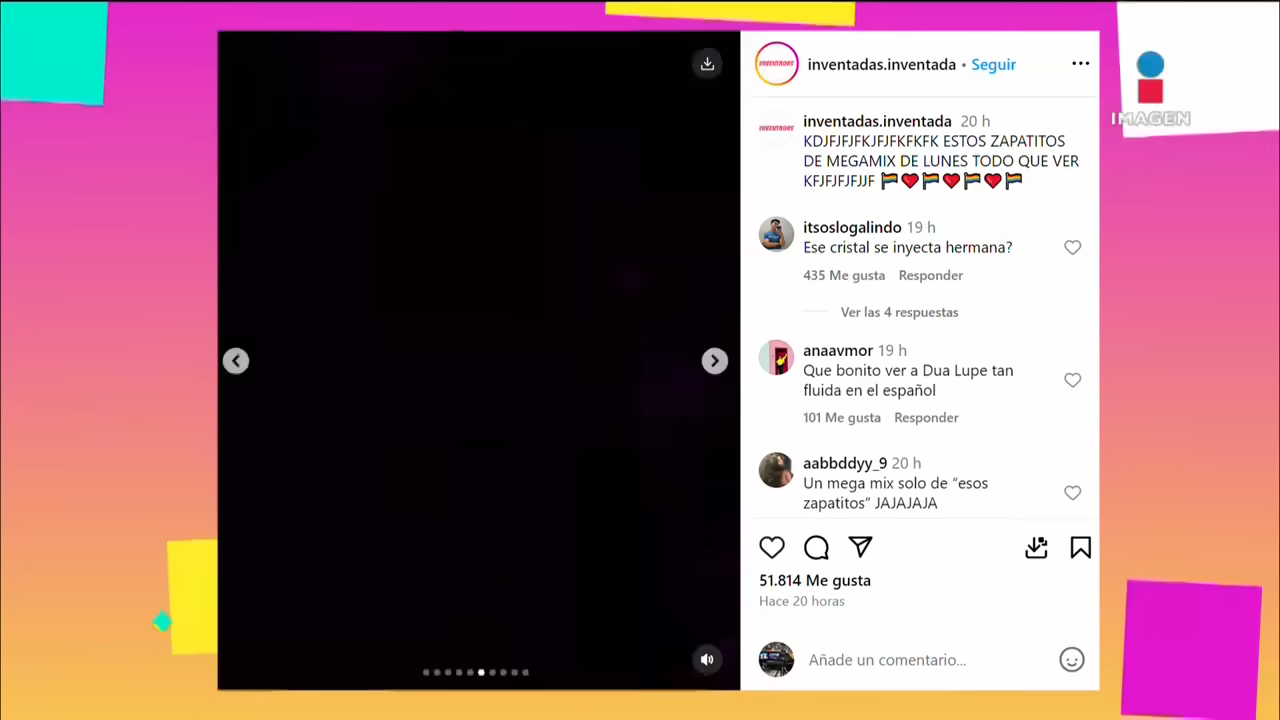 inventadas.inventada • Seguir
IMAGEN
inventadas.inventada 20 h
KDJFJFJFKJFJFKFKFK ESTOS ZAPATITOS
DE MEGAMIX DE LUNES TODO QUE VER
KFJFJFJFJJF 🏳️‍🌈❤️🏳️‍🌈❤️🏳️‍🌈❤️🏳️‍🌈
itsoslogalindo 19 h
Ese cristal se inyecta hermana?
435 Me gusta Responder
Ver las 4 respuestas
anaavmor 19 h
Que bonito ver a Dua Lupe tan
fluida en el español
101 Me gusta Responder
aabbddyy_9 20 h
Un mega mix solo de “esos
zapatitos” JAJAJAJA
51.814 Me gusta
Hace 20 horas
Añade un comentario...